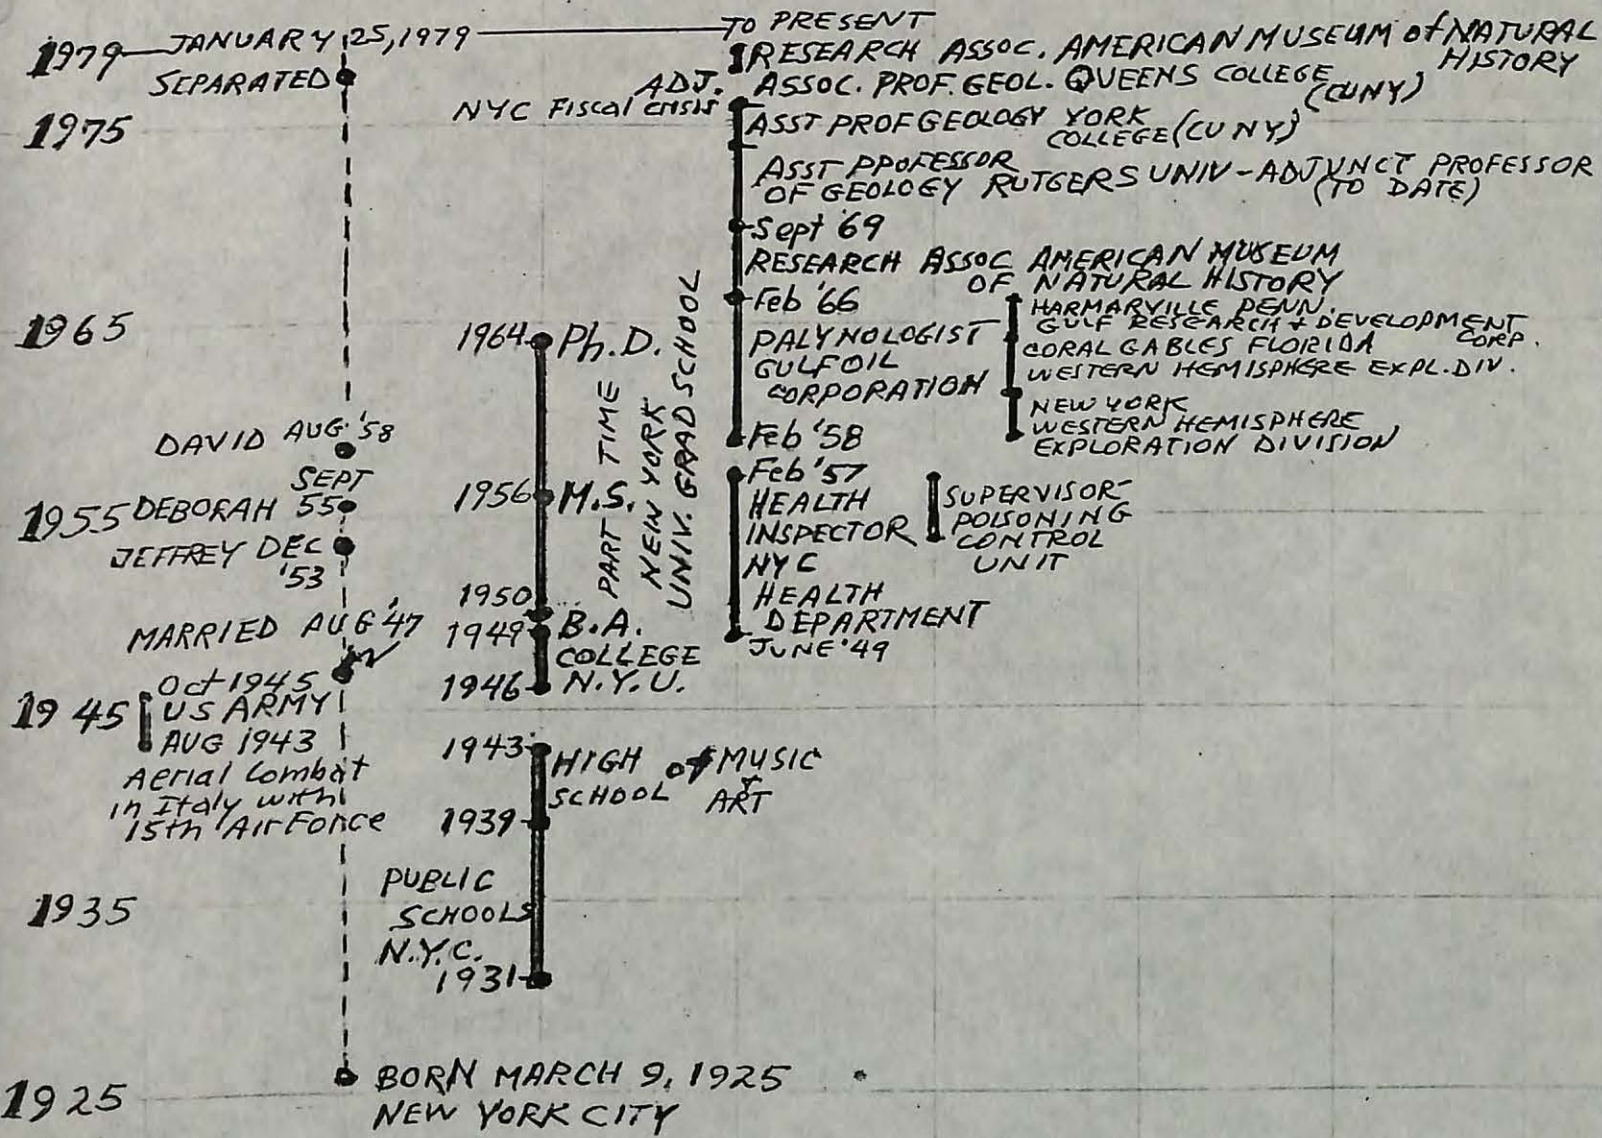 1979 JANUARY 25, 1979 TO PRESENT
RESEARCH ASSOC. AMERICAN MUSEUM of NATURAL
HISTORY
SEPARATED
ADJ. ASSOC. PROF. GEOL. QUEENS COLLEGE
(CUNY)
NYC Fiscal crisis
1975
ASST PROF GEOLOGY YORK
COLLEGE (CUNY)
ASST PPOFESSOR
OF GEOLOGY RUTGERS UNIV - ADJUNCT PROFESSOR
(TO DATE)
Sept '69
RESEARCH ASSOC AMERICAN MUSEUM
OF NATURAL HISTORY
Feb '66
1965
PALYNOLOGIST
GULF OIL
CORPORATION
HARMARVILLE PENN.
GULF RESEARCH + DEVELOPMENT
CORP.
CORAL GABLES FLORIDA
WESTERN HEMISPHERE EXPL. DIV.
NEW YORK
WESTERN HEMISPHERE
EXPLORATION DIVISION
Feb '58
1964 Ph.D.
PART TIME
NEW YORK
UNIV. GRAD SCHOOL
1956 M.S.
1950
DAVID AUG '58
SEPT
1955 DEBORAH 55
JEFFREY DEC
'53
Feb '57
HEALTH
INSPECTOR
NYC
HEALTH
DEPARTMENT
JUNE '49
SUPERVISOR-
POISONING
CONTROL
UNIT
MARRIED AUG '47
1949 B.A.
COLLEGE
1946 N.Y.U.
Oct 1945
1945 US ARMY
AUG 1943
Aerial Combat
in Italy with
15th Air Force
1943 HIGH of MUSIC
SCHOOL + ART
1939
1935
PUBLIC
SCHOOLS
N.Y.C.
1931
1925
BORN MARCH 9, 1925
NEW YORK CITY